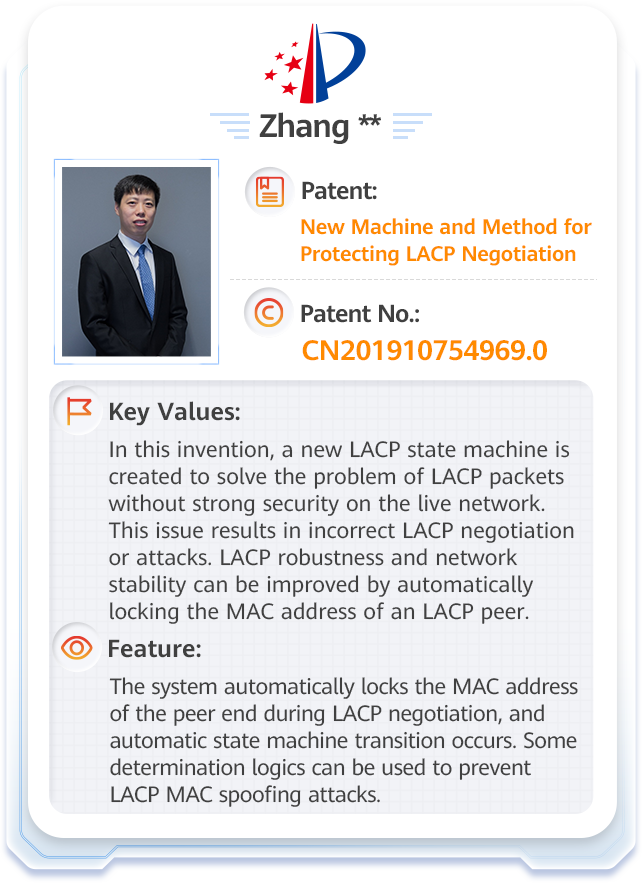 Zhang **
Patent:
New Machine and Method for
Protecting LACP Negotiation
Patent No.:
CN201910754969.0
Key Values:
In this invention, a new LACP state machine is
created to solve the problem of LACP packets
without strong security on the live network.
This issue results in incorrect LACP negotiation
or attacks. LACP robustness and network
stability can be improved by automatically
locking the MAC address of an LACP peer.
Feature:
The system automatically locks the MAC address
of the peer end during LACP negotiation, and
automatic state machine transition occurs. Some
determination logics can be used to prevent
LACP MAC spoofing attacks.